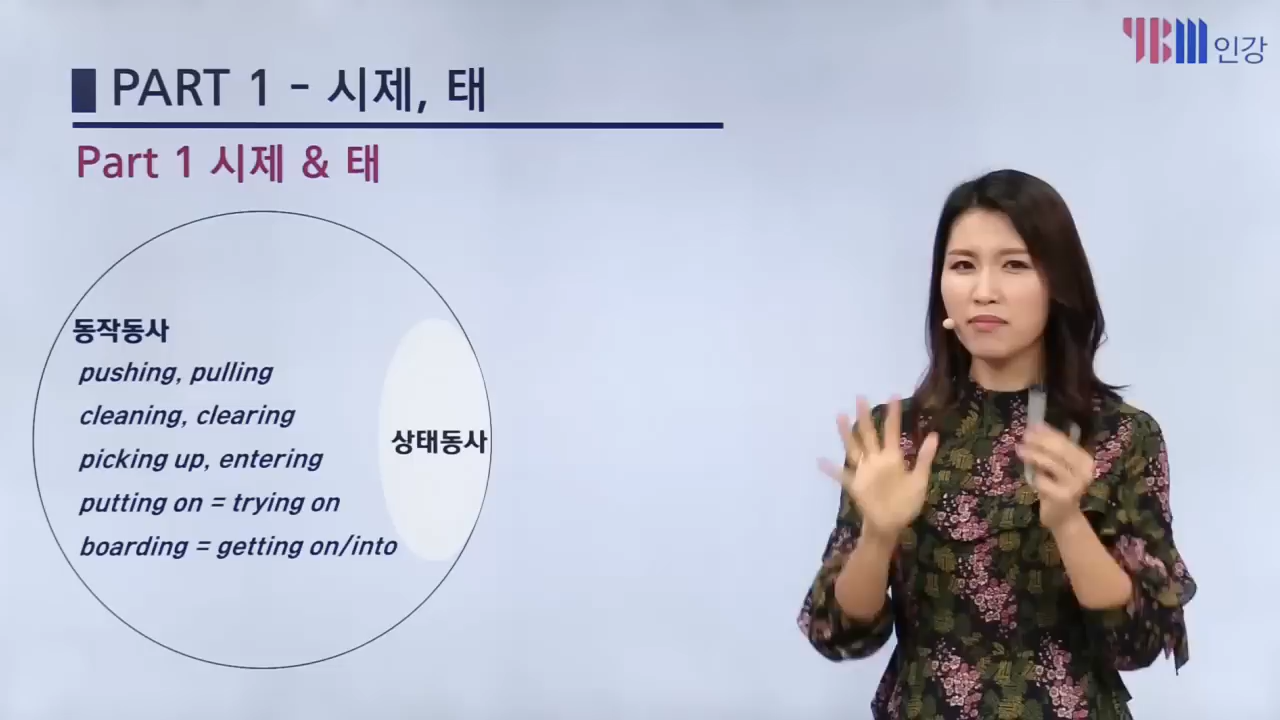 YBM 인강
PART 1 - 시제, 태
Part 1 시제 & 태
동작동사
pushing, pulling
cleaning, clearing
picking up, entering
putting on = trying on
boarding = getting on/into
상태동사